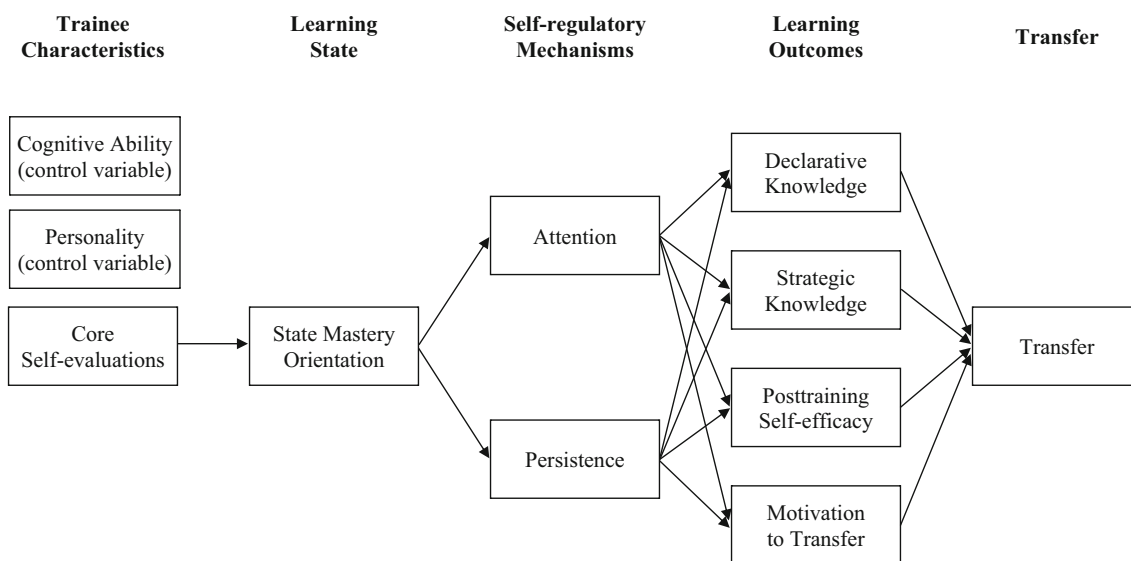 Trainee
Characteristics
Learning
State
Self-regulatory
Mechanisms
Learning
Outcomes
Transfer
Cognitive Ability
(control variable)
Personality
(control variable)
Core
Self-evaluations
State Mastery
Orientation
Attention
Persistence
Declarative
Knowledge
Strategic
Knowledge
Posttraining
Self-efficacy
Motivation
to Transfer
Transfer